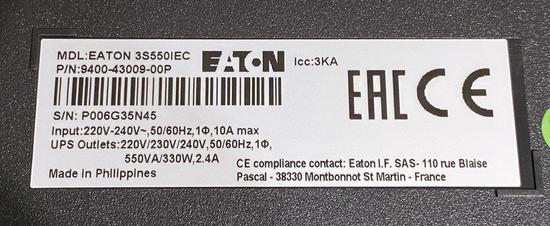 MDL:EATON 3S550IEC
EATON
Icc:3KA
P/N:9400-43009-00P
EAC CE
S/N: P006G35N45
Input:220V-240V~,50/60Hz,1Φ,10A max
UPS Outlets:220V/230V/240V,50/60Hz,1Φ,
550VA/330W,2.4A
Made in Philippines
CE compliance contact: Eaton I.F. SAS- 110 rue Blaise
Pascal - 38330 Montbonnot St Martin - France